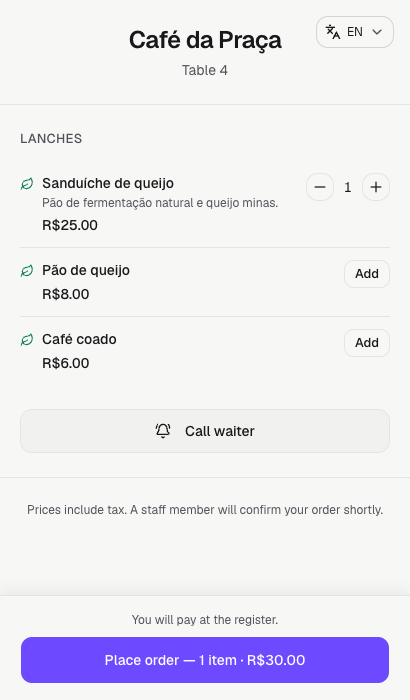 Café da Praça
EN
Table 4
LANCHES
Sanduíche de queijo
1
Pão de fermentação natural e queijo minas.
R$25.00
Pão de queijo
Add
R$8.00
Café coado
Add
R$6.00
Call waiter
Prices include tax. A staff member will confirm your order shortly.
You will pay at the register.
Place order — 1 item · R$30.00